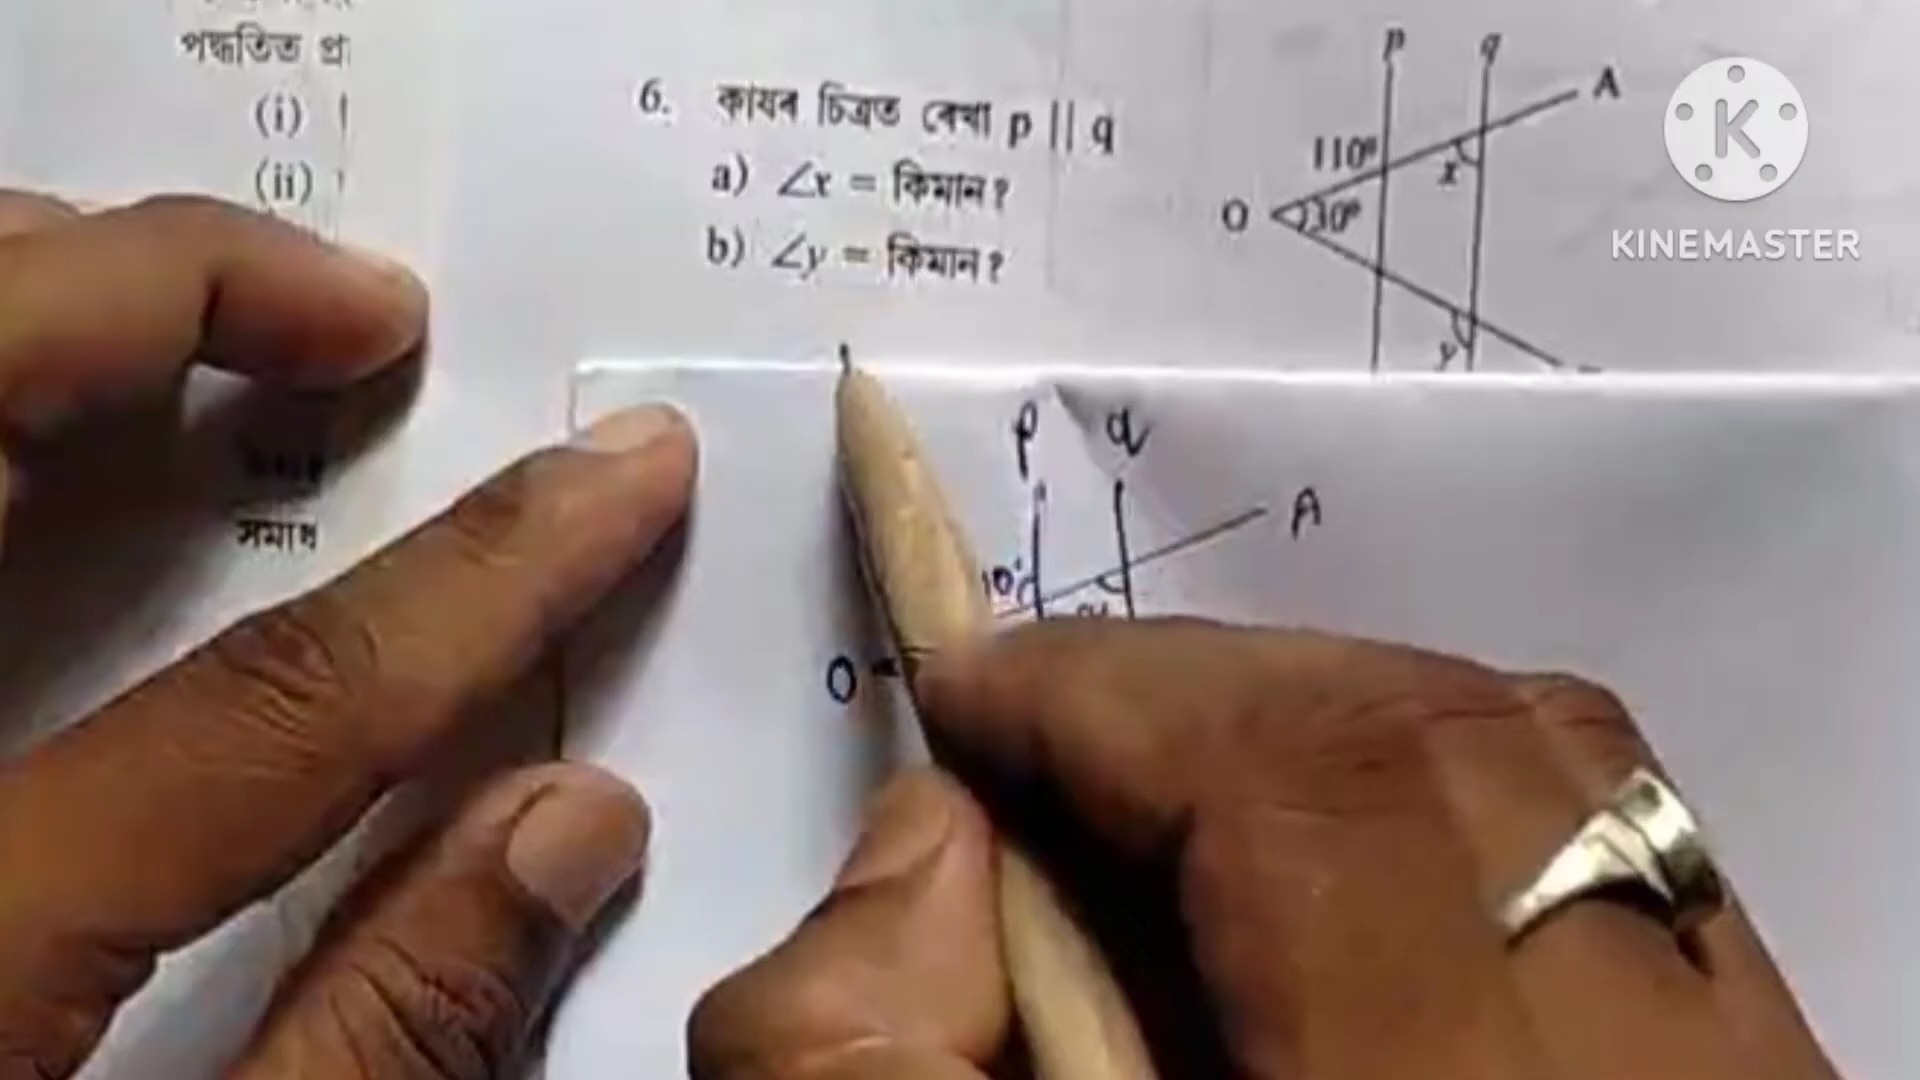 পদ্ধতিত প্ৰ
(i)
(ii)
6. কাষৰ চিত্ৰত ৰেখা p || q
a) ∠x = কিমান?
b) ∠y = কিমান?
p q
A
110°
x
O 30°
y
K
KINEMASTER
সমাধ
p q
A
O